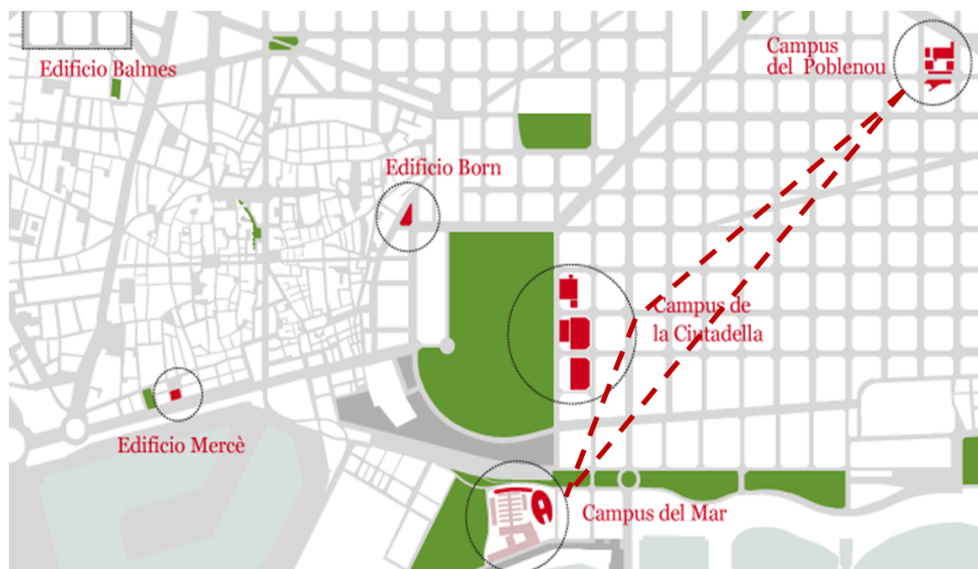 Edificio Balmes
Campus
del Poblenou
Edificio Born
Campus de
la Ciutadella
Edificio Mercè
Campus del Mar